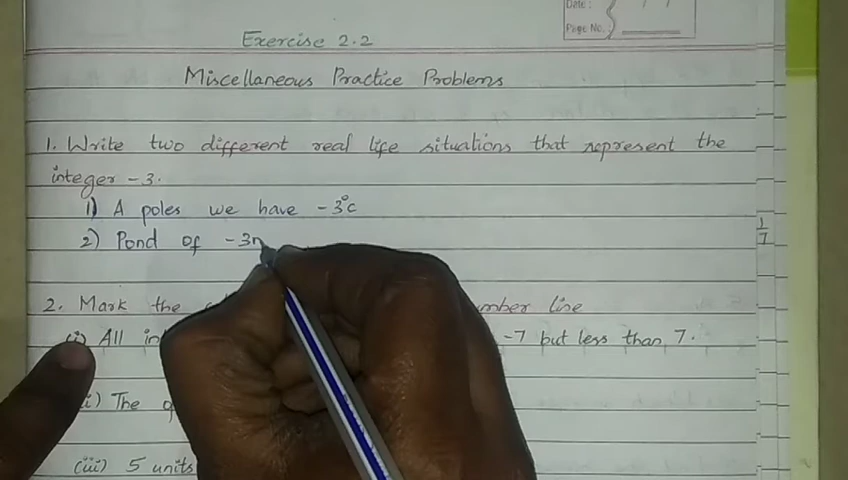 Date :
Page No.
Exercise 2.2
Miscellaneous Practice Problems
1. Write two different real life situations that represent the
integer -3.
1) A poles we have -3°c
2) Pond of -3m
1/7
2. Mark the number line
(i) All -7 but less than 7.
The
(iii) 5 units